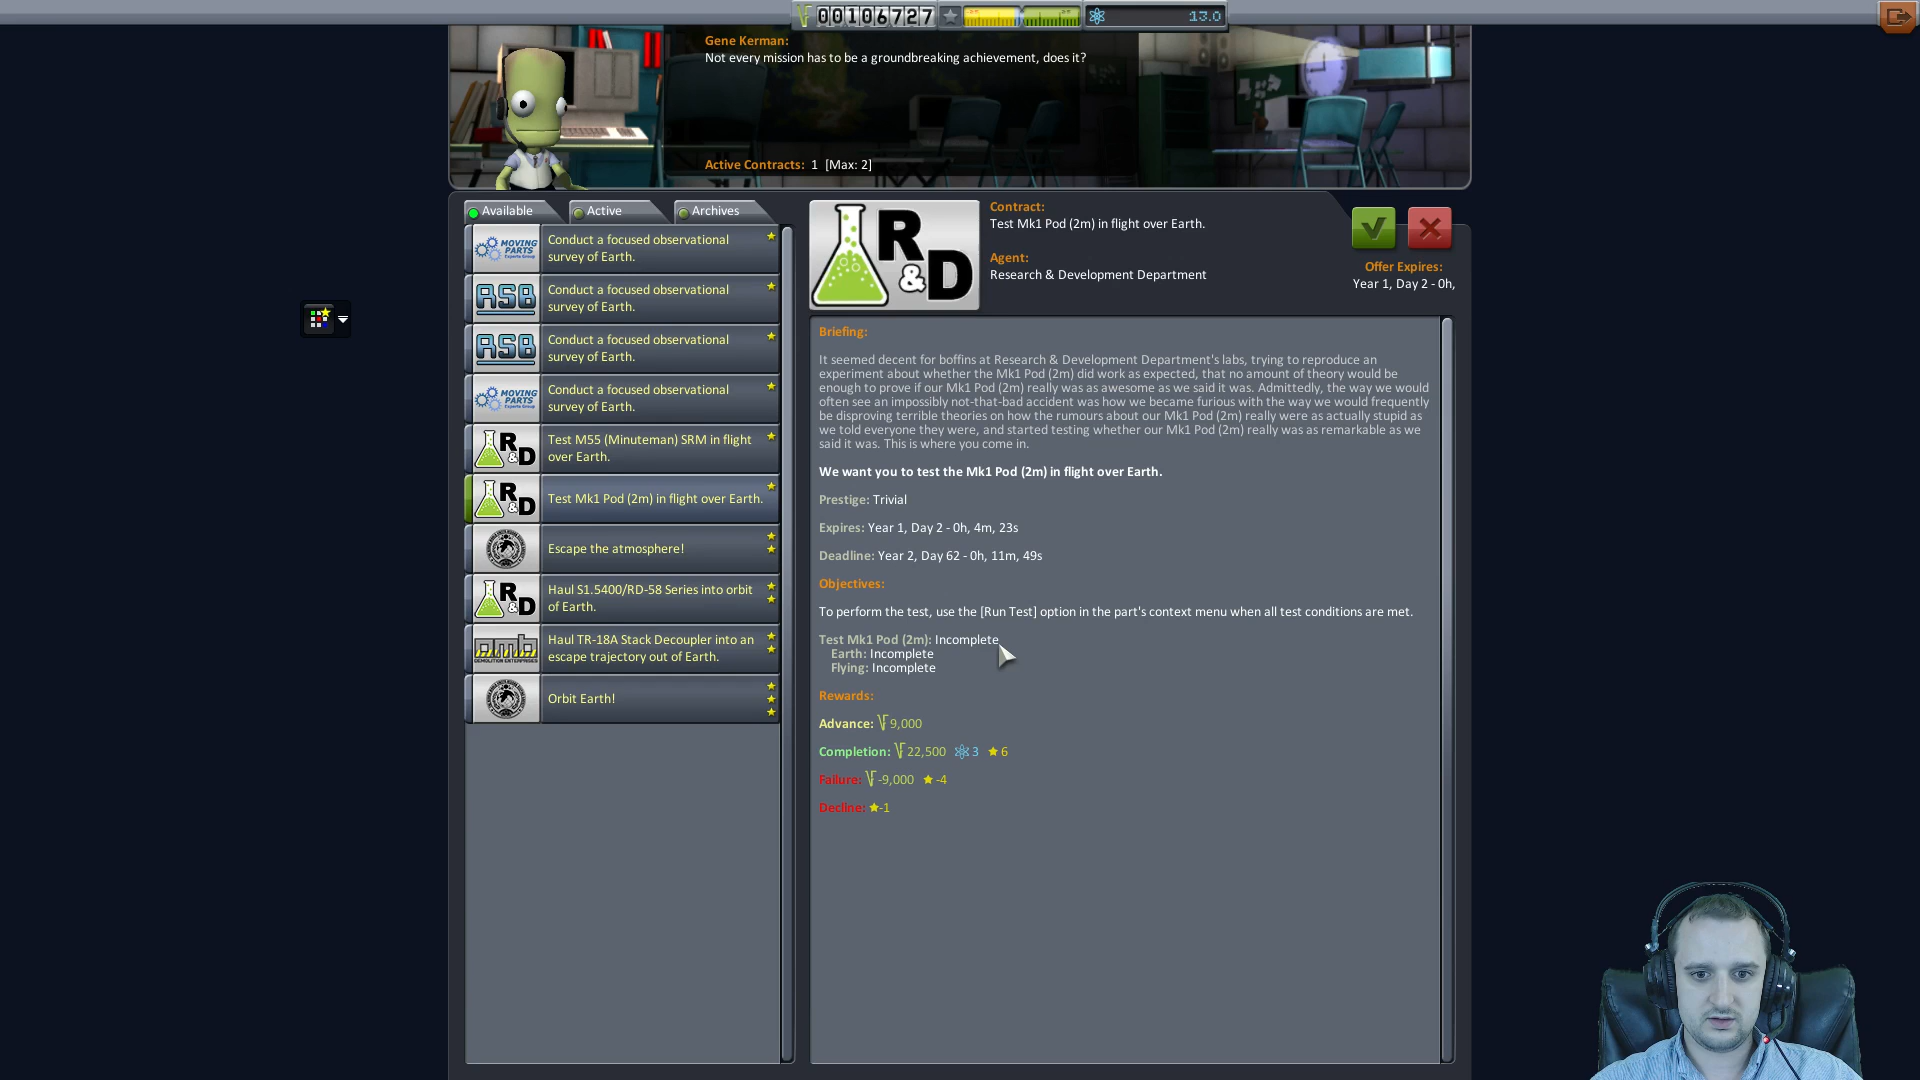 00106727
13.0
Gene Kerman:
Not every mission has to be a groundbreaking achievement, does it?
Active Contracts: 1 [Max: 2]
Available
Active
Archives
MOVING PARTS Experts Group
Conduct a focused observational
survey of Earth.
RSB
Conduct a focused observational
survey of Earth.
RSB
Conduct a focused observational
survey of Earth.
MOVING PARTS Experts Group
Conduct a focused observational
survey of Earth.
R&D
Test M55 (Minuteman) SRM in flight
over Earth.
R&D
Test Mk1 Pod (2m) in flight over Earth.
Escape the atmosphere!
R&D
Haul S1.5400/RD-58 Series into orbit
of Earth.
omb
DEMOLITION ENTERPRISES
Haul TR-18A Stack Decoupler into an
escape trajectory out of Earth.
Orbit Earth!
R&D
Contract:
Test Mk1 Pod (2m) in flight over Earth.
Agent:
Research & Development Department
Offer Expires:
Year 1, Day 2 - 0h,
Briefing:
It seemed decent for boffins at Research & Development Department's labs, trying to reproduce an
experiment about whether the Mk1 Pod (2m) did work as expected, that no amount of theory would be
enough to prove if our Mk1 Pod (2m) really was as awesome as we said it was. Admittedly, the way we would
often see an impossibly not-that-bad accident was how we became furious with the way we would frequently
be disproving terrible theories on how the rumours about our Mk1 Pod (2m) really were as actually stupid as
we told everyone they were, and started testing whether our Mk1 Pod (2m) really was as remarkable as we
said it was. This is where you come in.
We want you to test the Mk1 Pod (2m) in flight over Earth.
Prestige: Trivial
Expires: Year 1, Day 2 - 0h, 4m, 23s
Deadline: Year 2, Day 62 - 0h, 11m, 49s
Objectives:
To perform the test, use the [Run Test] option in the part's context menu when all test conditions are met.
Test Mk1 Pod (2m): Incomplete
Earth: Incomplete
Flying: Incomplete
Rewards:
Advance: 9,000
Completion: 22,500 3 6
Failure: -9,000 -4
Decline: -1